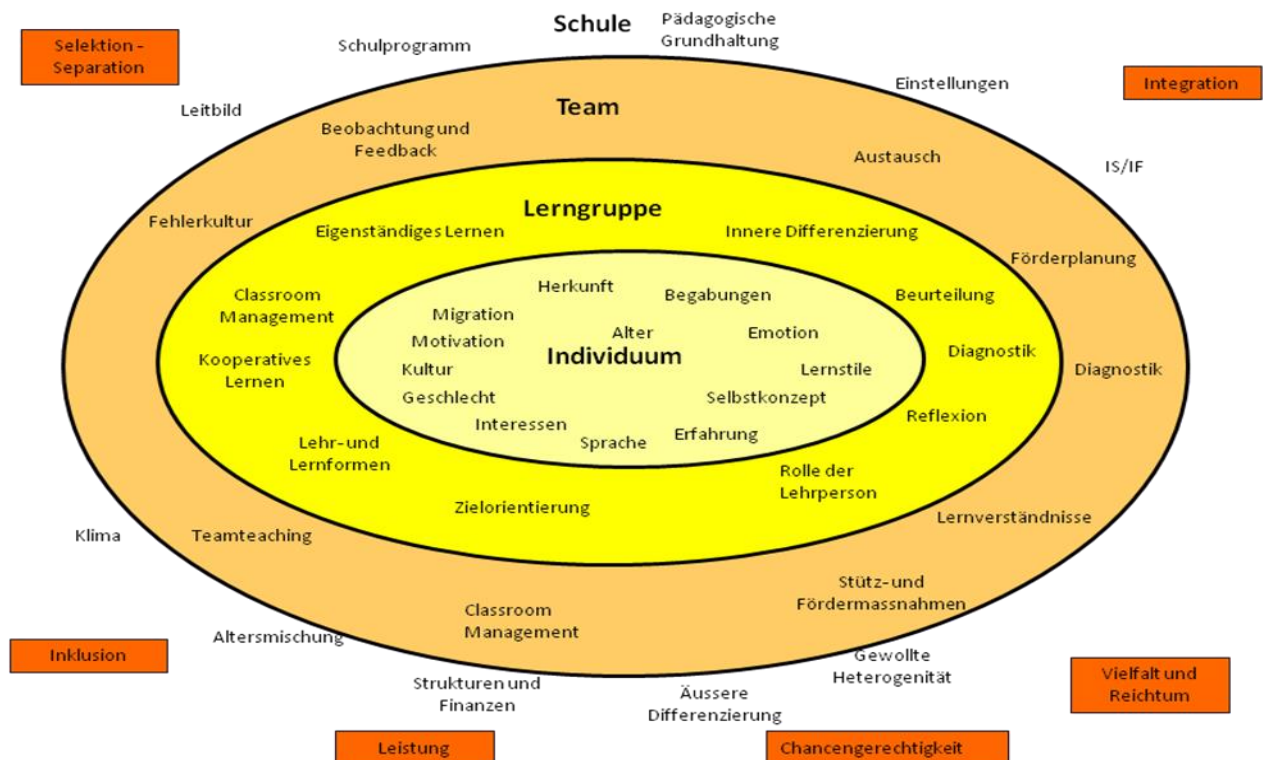 Schule
Pädagogische
Grundhaltung
Selektion -
Separation
Schulprogramm
Einstellungen
Integration
Leitbild
Team
Beobachtung und
Feedback
Austausch
IS/IF
Fehlerkultur
Lerngruppe
Eigenständiges Lernen
Innere Differenzierung
Förderplanung
Herkunft
Begabungen
Beurteilung
Classroom
Management
Migration
Alter
Emotion
Motivation
Individuum
Diagnostik
Kooperatives
Lernen
Kultur
Lernstile
Diagnostik
Geschlecht
Selbstkonzept
Reflexion
Interessen
Sprache
Erfahrung
Lehr- und
Lernformen
Rolle der
Lehrperson
Zielorientierung
Lernverständnisse
Klima
Teamteaching
Stütz- und
Fördermassnahmen
Classroom
Management
Altersmischung
Inklusion
Gewollte
Heterogenität
Vielfalt und
Reichtum
Strukturen und
Finanzen
Äussere
Differenzierung
Leistung
Chancengerechtigkeit